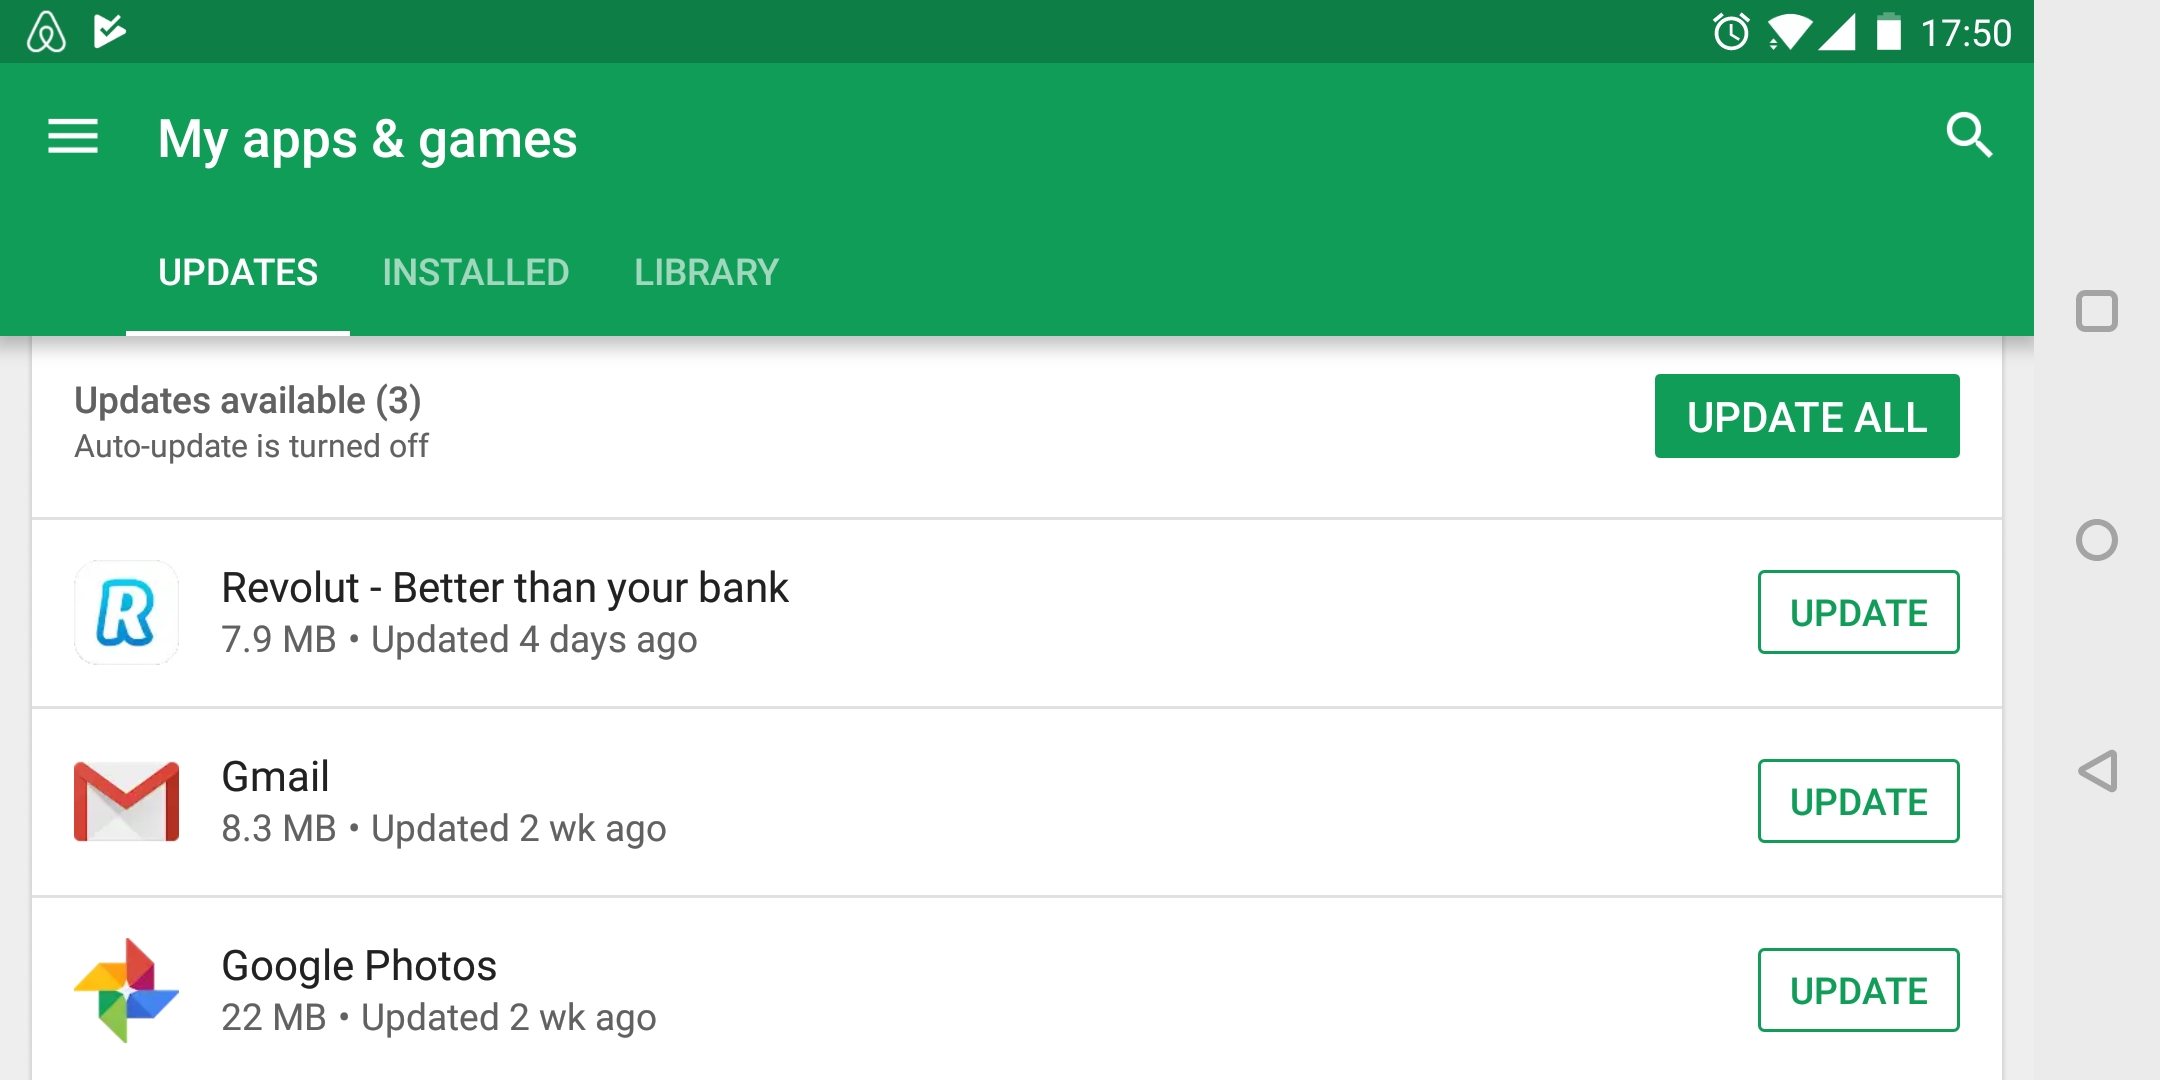 17:50
My apps & games
UPDATES INSTALLED LIBRARY
Updates available (3)
Auto-update is turned off
UPDATE ALL
Revolut - Better than your bank
7.9 MB • Updated 4 days ago
UPDATE
Gmail
8.3 MB • Updated 2 wk ago
UPDATE
Google Photos
22 MB • Updated 2 wk ago
UPDATE